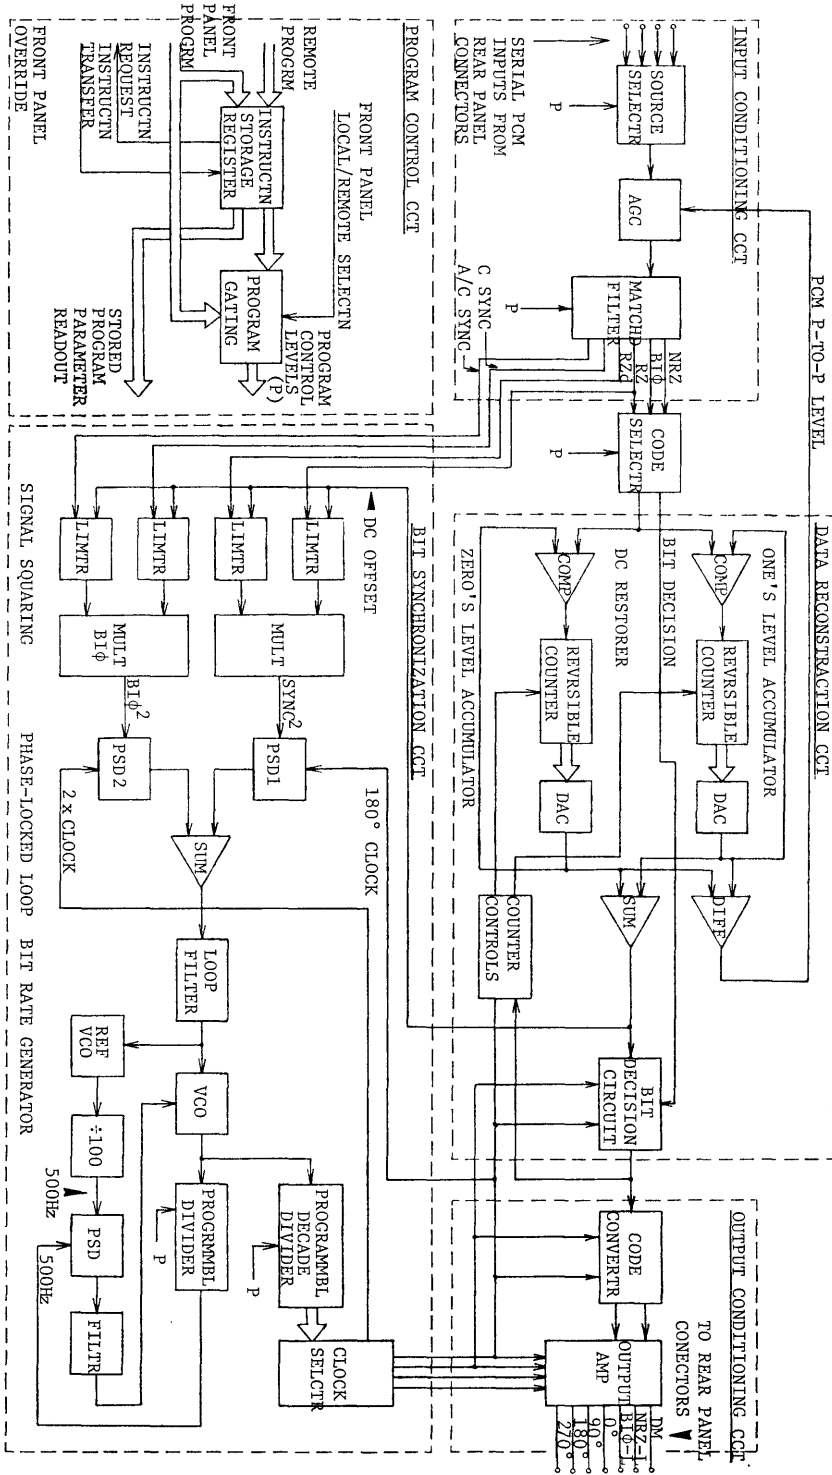 INPUT CONDITIONING CCT
SOURCE
SELECTR
P
SERIAL PCM
INPUTS FROM
REAR PANEL
CONNECTORS
AGC
PCM P-TO-P LEVEL
MATCHD
FILTER
P
NRZ
BIϕ
RZ
RZd
C SYNC
A/C SYNC
CODE
SELECTR
P
DATA RECONSTRACTION CCT
ONE'S LEVEL ACCUMULATOR
COMP
REVRSIBLE
COUNTER
DAC
DIFF
BIT DECISION
DC RESTORER
COMP
REVRSIBLE
COUNTER
DAC
SUM
ZERO'S LEVEL ACCUMULATOR
COUNTER
CONTROLS
BIT
DECISION
CIRCUIT
OUTPUT CONDITIONING CCT
TO REAR PANEL
CONECTORS
CODE
CONVERTR
OUTPUT
AMP
DM
NRZ-L
BIϕ-L
0°
90°
180°
270°
PROGRAM CONTROL CCT
REMOTE
PROGRM
FRONT
PANEL
PROGRM
FRONT PANEL
LOCAL/REMOTE SELECTN
INSTRUCTN
STORAGE
REGISTER
PROGRAM
GATING
PROGRAM
CONTROL
LEVELS
(P)
INSTRUCTN
REQUEST
INSTRUCTN
TRANSFER
FRONT PANEL
OVERRIDE
STORED
PROGRAM
PARAMETER
READOUT
BIT SYNCHRONIZATION CCT
DC OFFSET
LIMTR
LIMTR
LIMTR
LIMTR
MULT
MULT
BIϕ
SYNC²
BIϕ²
PSD1
PSD2
180° CLOCK
2×CLOCK
SUM
LOOP
FILTER
VCO
REF
VCO
÷100
500Hz
PSD
500Hz
FILTR
PROGRMMBL
DIVIDER
P
PROGRAMMBL
DECADE
DIVIDER
P
CLOCK
SELCTR
SIGNAL SQUARING
PHASE-LOCKED LOOP
BIT RATE GENERATOR